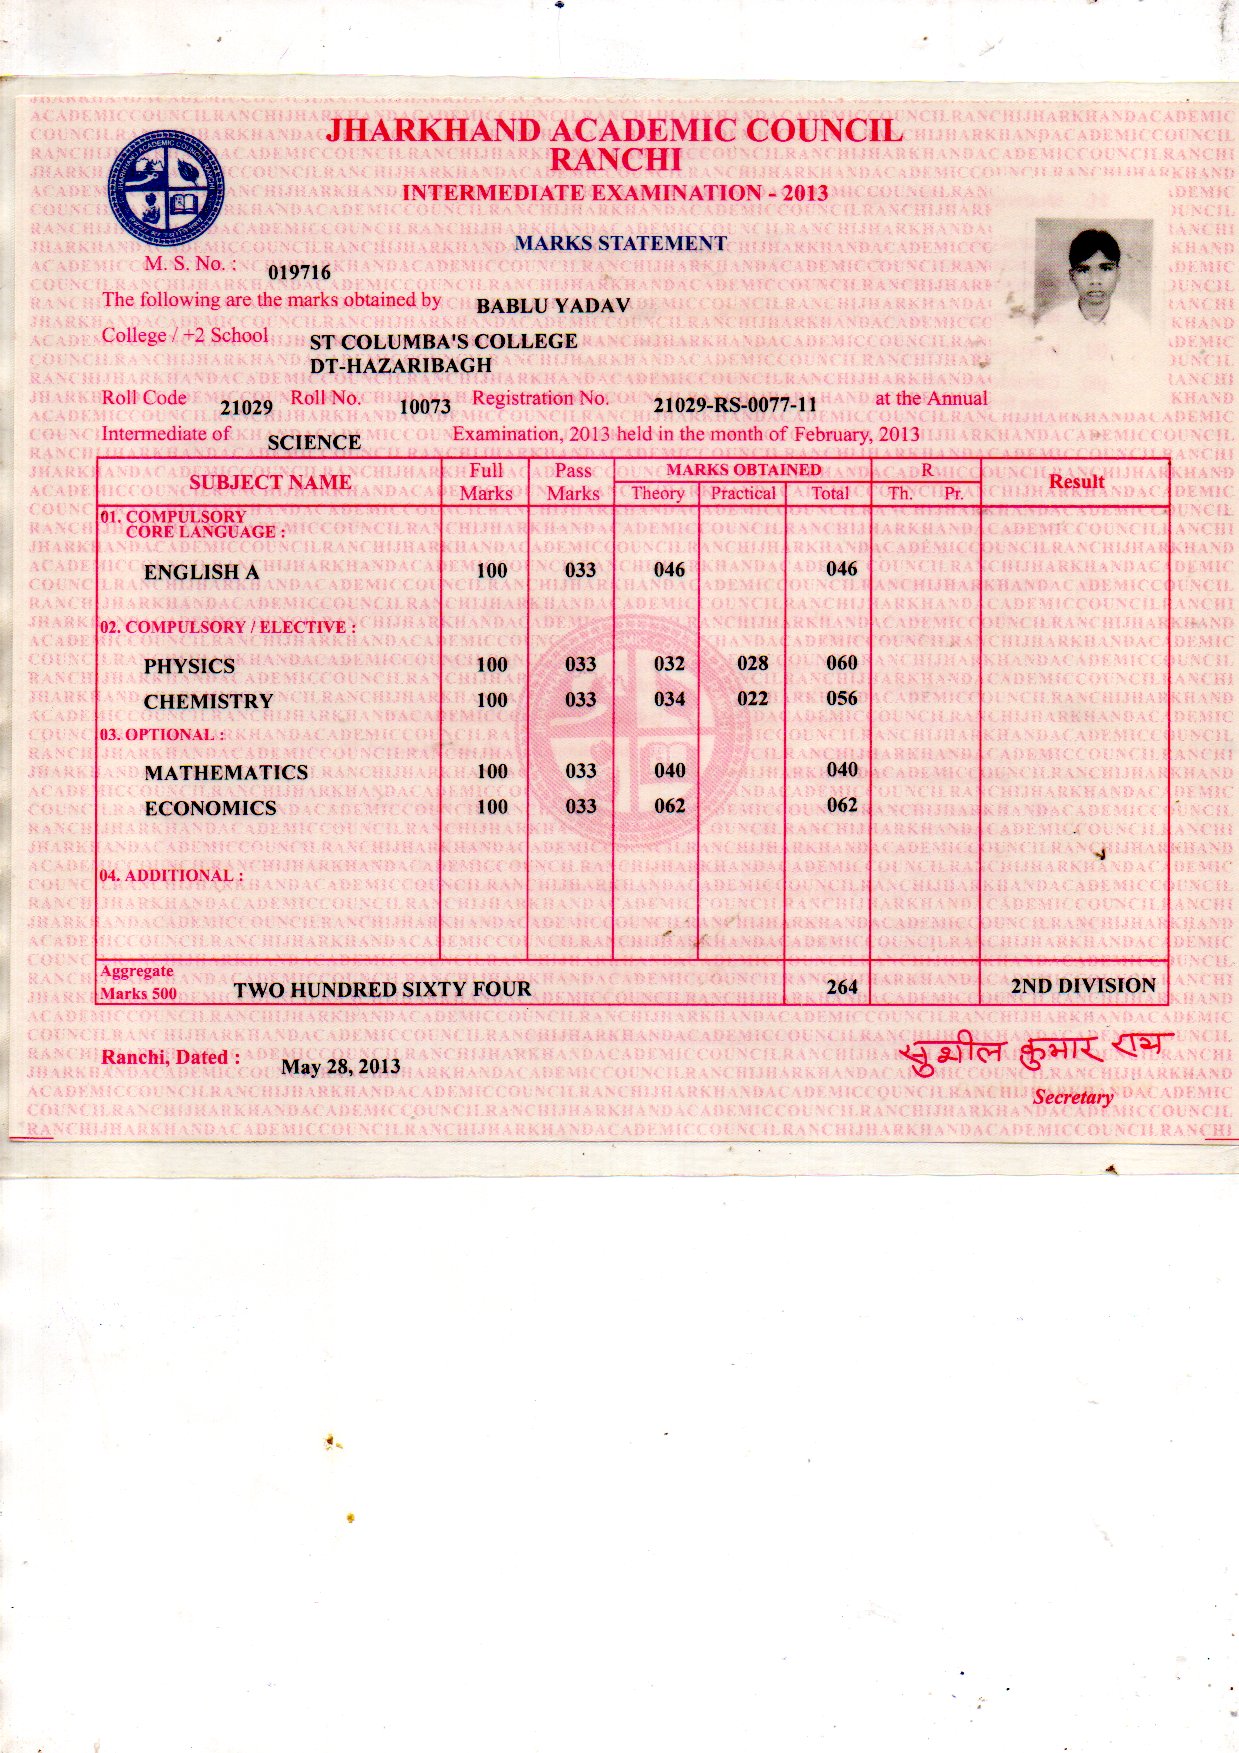 JHARKHAND ACADEMIC COUNCIL
RANCHI
INTERMEDIATE EXAMINATION - 2013
MARKS STATEMENT
M. S. No. : 019716
The following are the marks obtained by BABLU YADAV
College / +2 School ST COLUMBA'S COLLEGE
DT-HAZARIBAGH
Roll Code 21029 Roll No. 10073 Registration No. 21029-RS-0077-11 at the Annual
Intermediate of SCIENCE Examination, 2013 held in the month of February, 2013
SUBJECT NAME Full Marks Pass Marks MARKS OBTAINED R Result
Theory Practical Total Th. Pr.
01. COMPULSORY
CORE LANGUAGE :
ENGLISH A 100 033 046 046
02. COMPULSORY / ELECTIVE :
PHYSICS 100 033 032 028 060
CHEMISTRY 100 033 034 022 056
03. OPTIONAL :
MATHEMATICS 100 033 040 040
ECONOMICS 100 033 062 062
04. ADDITIONAL :
Aggregate
Marks 500 TWO HUNDRED SIXTY FOUR 264 2ND DIVISION
Ranchi, Dated : May 28, 2013
सुशील कुमार राय
Secretary